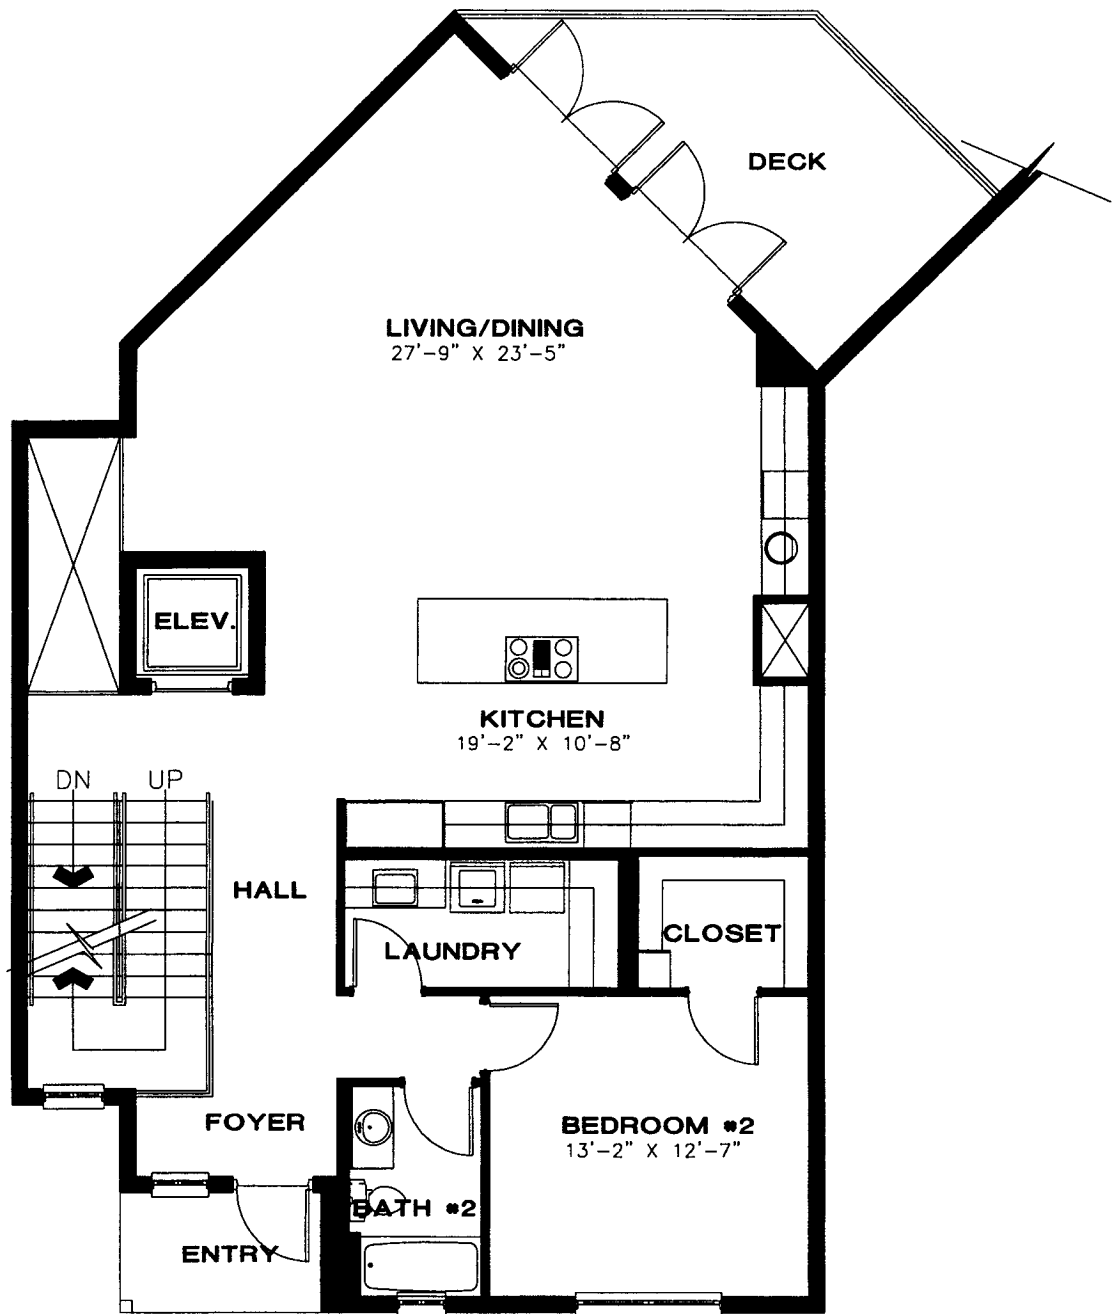 DECK
LIVING/DINING
27'-9" X 23'-5"
ELEV.
KITCHEN
19'-2" X 10'-8"
DN UP
HALL
LAUNDRY
CLOSET
FOYER
BEDROOM #2
13'-2" X 12'-7"
BATH #2
ENTRY